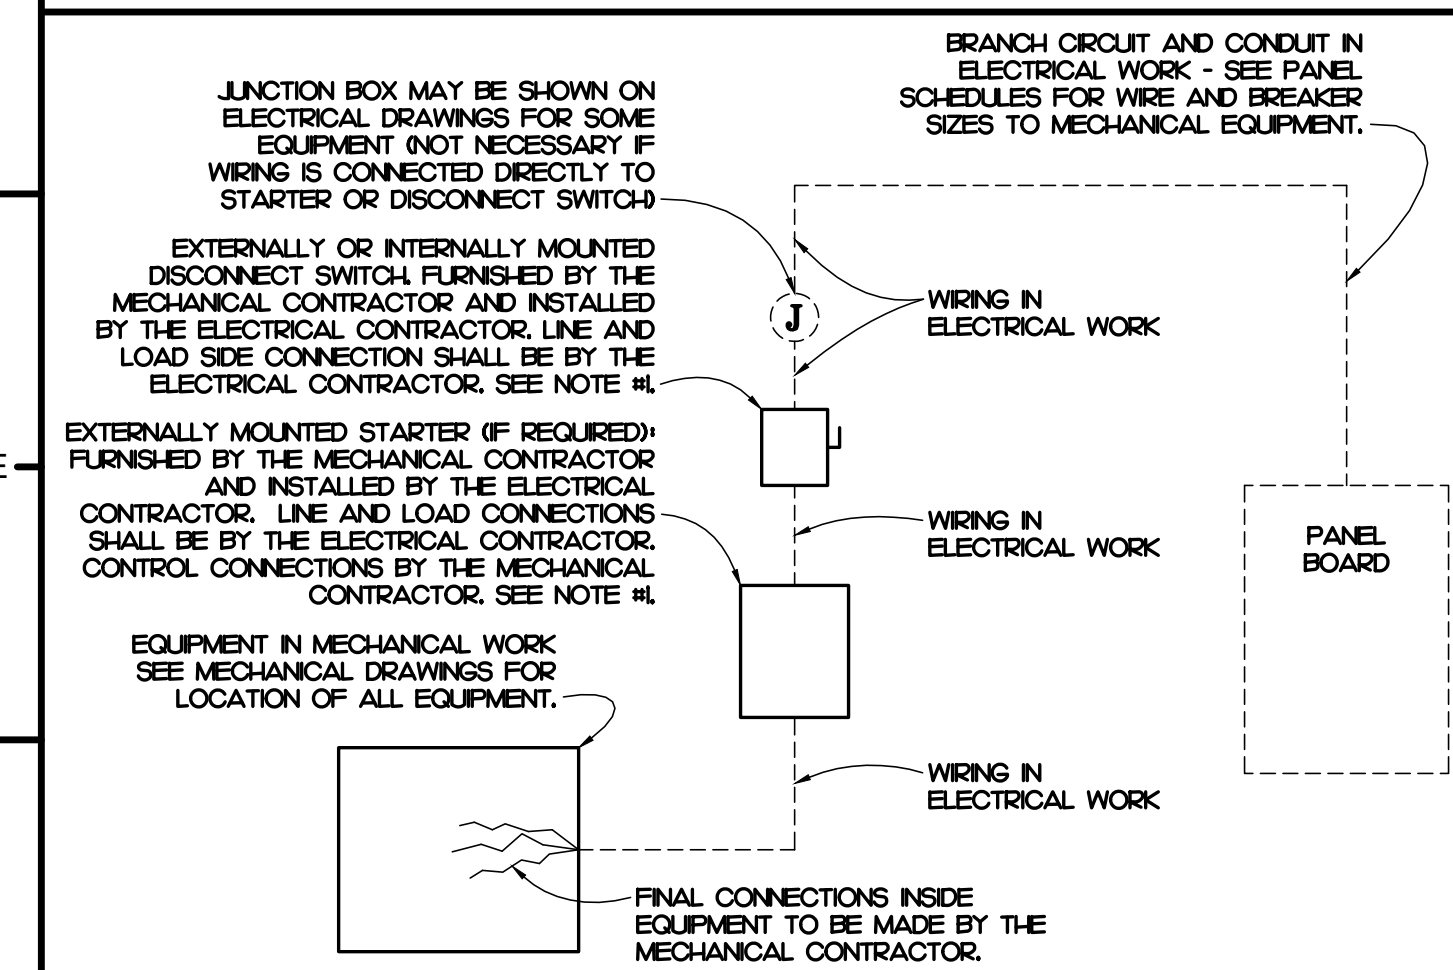 BRANCH CIRCUIT AND CONDUIT IN
ELECTRICAL WORK - SEE PANEL
SCHEDULES FOR WIRE AND BREAKER
SIZES TO MECHANICAL EQUIPMENT.
JUNCTION BOX MAY BE SHOWN ON
ELECTRICAL DRAWINGS FOR SOME
EQUIPMENT (NOT NECESSARY IF
WIRING IS CONNECTED DIRECTLY TO
STARTER OR DISCONNECT SWITCH)
EXTERNALLY OR INTERNALLY MOUNTED
DISCONNECT SWITCH. FURNISHED BY THE
MECHANICAL CONTRACTOR AND INSTALLED
BY THE ELECTRICAL CONTRACTOR. LINE AND
LOAD SIDE CONNECTION SHALL BE BY THE
ELECTRICAL CONTRACTOR. SEE NOTE #1.
J
WIRING IN
ELECTRICAL WORK
EXTERNALLY MOUNTED STARTER (IF REQUIRED):
FURNISHED BY THE MECHANICAL CONTRACTOR
AND INSTALLED BY THE ELECTRICAL
CONTRACTOR. LINE AND LOAD CONNECTIONS
SHALL BE BY THE ELECTRICAL CONTRACTOR.
CONTROL CONNECTIONS BY THE MECHANICAL
CONTRACTOR. SEE NOTE #1.
WIRING IN
ELECTRICAL WORK
PANEL
BOARD
EQUIPMENT IN MECHANICAL WORK
SEE MECHANICAL DRAWINGS FOR
LOCATION OF ALL EQUIPMENT.
WIRING IN
ELECTRICAL WORK
FINAL CONNECTIONS INSIDE
EQUIPMENT TO BE MADE BY THE
MECHANICAL CONTRACTOR.